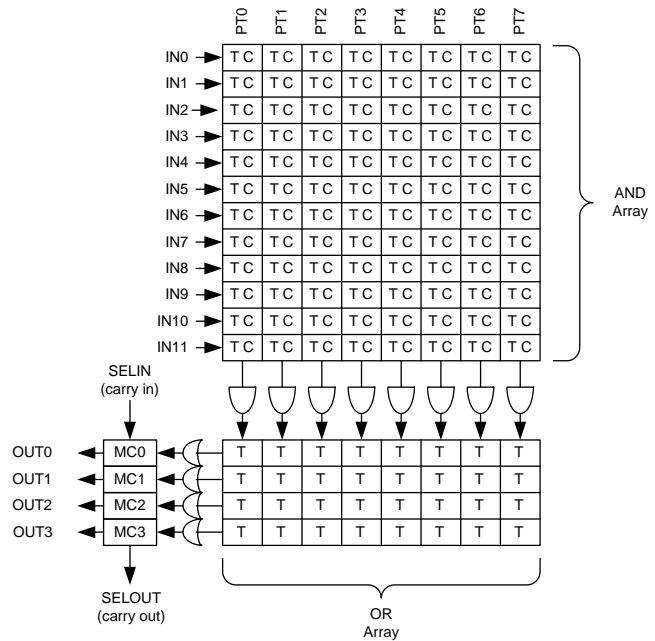 PT0 PT1 PT2 PT3 PT4 PT5 PT6 PT7
IN0 T C T C T C T C T C T C T C T C
IN1 T C T C T C T C T C T C T C T C
IN2 T C T C T C T C T C T C T C T C
IN3 T C T C T C T C T C T C T C T C
IN4 T C T C T C T C T C T C T C T C
IN5 T C T C T C T C T C T C T C T C
IN6 T C T C T C T C T C T C T C T C
IN7 T C T C T C T C T C T C T C T C
IN8 T C T C T C T C T C T C T C T C
IN9 T C T C T C T C T C T C T C T C
IN10 T C T C T C T C T C T C T C T C
IN11 T C T C T C T C T C T C T C T C
AND
Array
SELIN
(carry in)
OUT0 MC0 T T T T T T T T
OUT1 MC1 T T T T T T T T
OUT2 MC2 T T T T T T T T
OUT3 MC3 T T T T T T T T
SELOUT
(carry out)
OR
Array